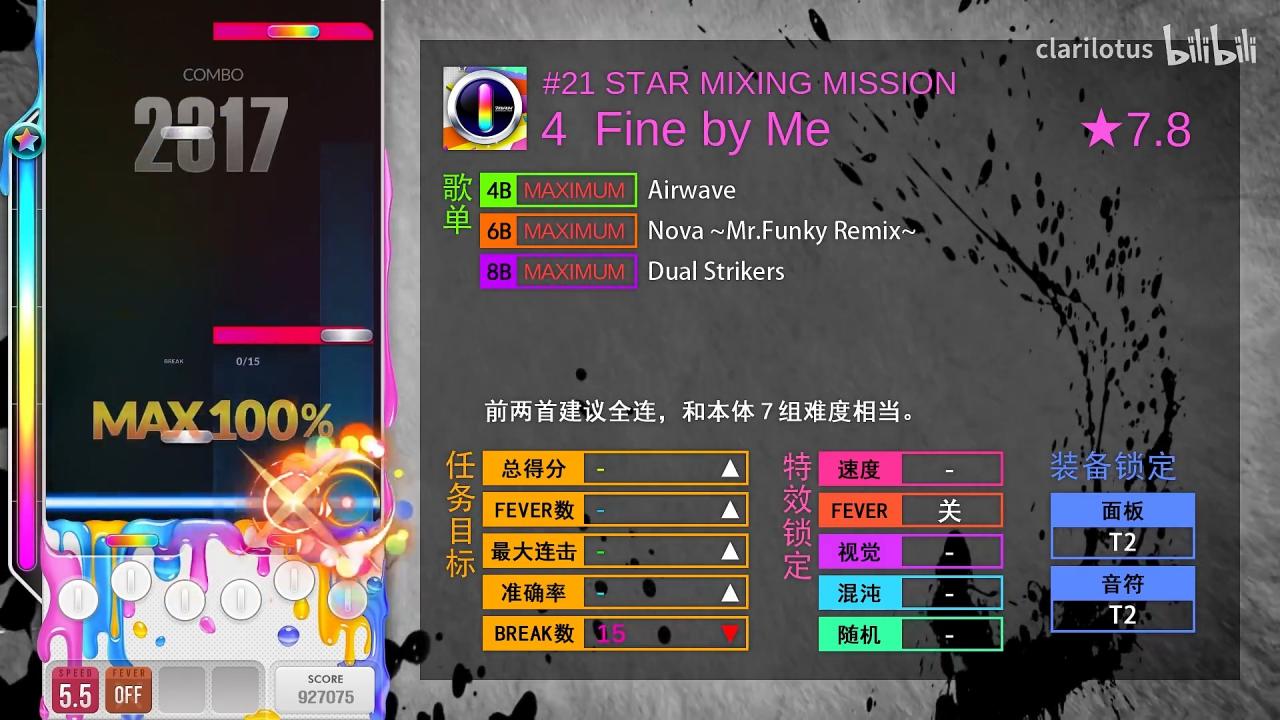 COMBO
2317
BREAK 0/15
MAX 100%
SPEED
5.5
FEVER
OFF
SCORE
927075
clarilotus bilibili
#21 STAR MIXING MISSION
4 Fine by Me
★7.8
歌单
4B MAXIMUM Airwave
6B MAXIMUM Nova ~Mr.Funky Remix~
8B MAXIMUM Dual Strikers
前两首建议全连，和本体7组难度相当。
任务目标
总得分 - ▲
FEVER数 - ▲
最大连击 - ▲
准确率 - ▲
BREAK数 15 ▼
特效锁定
速度 -
FEVER 关
视觉 -
混沌 -
随机 -
装备锁定
面板
T2
音符
T2